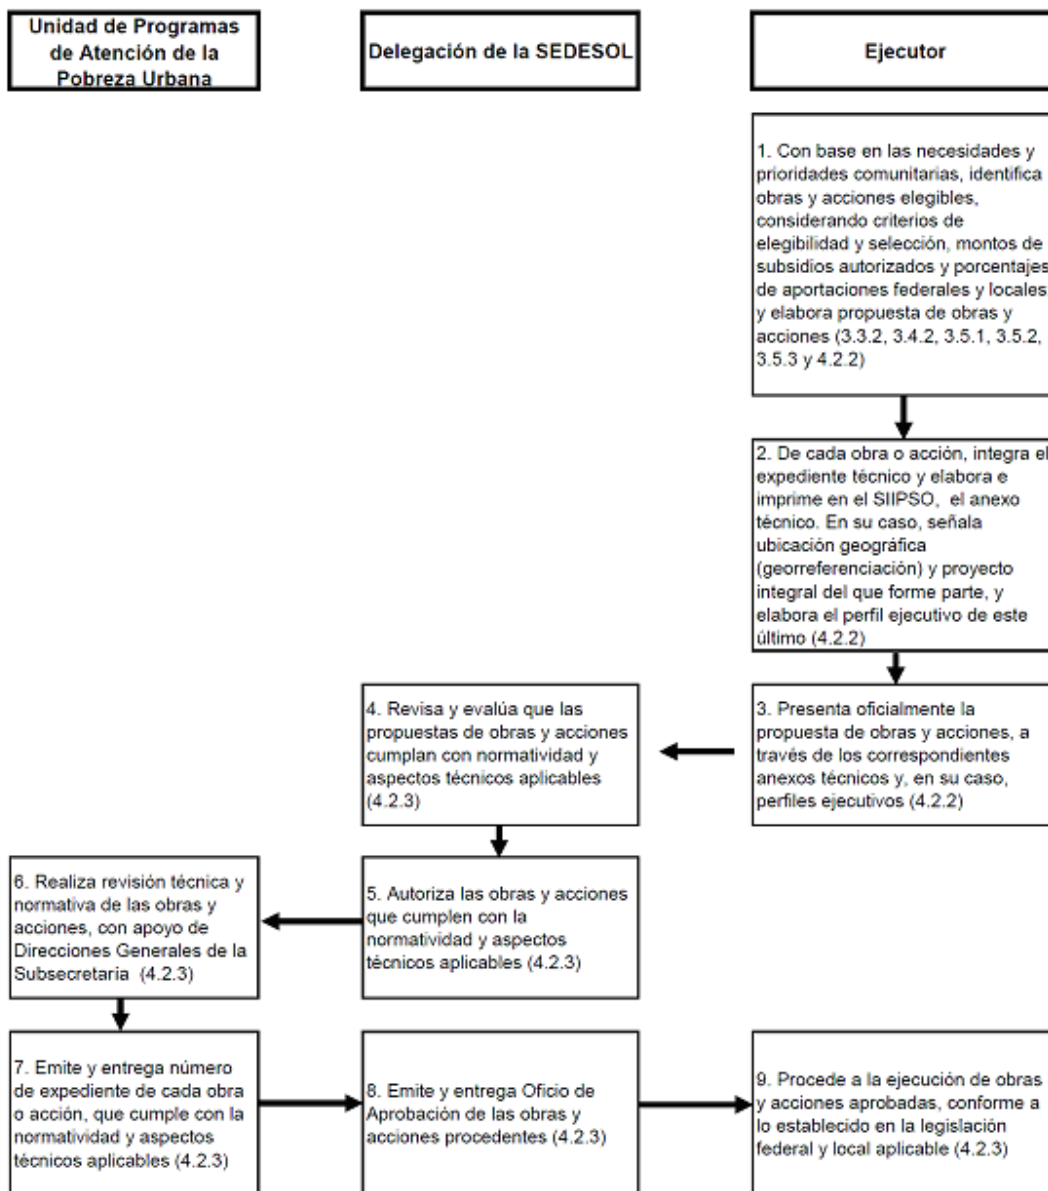 Unidad de Programas
de Atención de la
Pobreza Urbana
Delegación de la SEDESOL
Ejecutor
1. Con base en las necesidades y
prioridades comunitarias, identifica
obras y acciones elegibles,
considerando criterios de
elegibilidad y selección, montos de
subsidios autorizados y porcentajes
de aportaciones federales y locales
y elabora propuesta de obras y
acciones (3.3.2, 3.4.2, 3.5.1, 3.5.2,
3.5.3 y 4.2.2)
2. De cada obra o acción, integra el
expediente técnico y elabora e
imprime en el SIIPSO, el anexo
técnico. En su caso, señala
ubicación geográfica
(georreferenciación) y proyecto
integral del que forme parte, y
elabora el perfil ejecutivo de este
último (4.2.2)
3. Presenta oficialmente la
propuesta de obras y acciones, a
través de los correspondientes
anexos técnicos y, en su caso,
perfiles ejecutivos (4.2.2)
4. Revisa y evalúa que las
propuestas de obras y acciones
cumplan con normatividad y
aspectos técnicos aplicables
(4.2.3)
5. Autoriza las obras y acciones
que cumplen con la
normatividad y aspectos
técnicos aplicables (4.2.3)
6. Realiza revisión técnica y
normativa de las obras y
acciones, con apoyo de
Direcciones Generales de la
Subsecretaría (4.2.3)
7. Emite y entrega número
de expediente de cada obra
o acción, que cumple con la
normatividad y aspectos
técnicos aplicables (4.2.3)
8. Emite y entrega Oficio de
Aprobación de las obras y
acciones procedentes (4.2.3)
9. Procede a la ejecución de obras
y acciones aprobadas, conforme a
lo establecido en la legislación
federal y local aplicable (4.2.3)